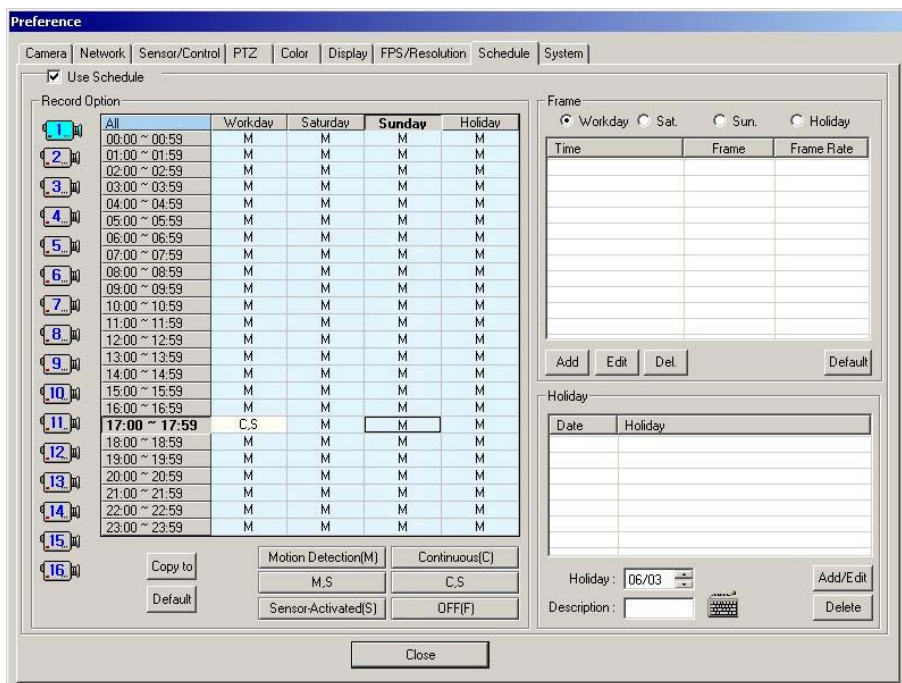 Preference
Camera Network Sensor/Control PTZ Color Display FPS/Resolution Schedule System
Use Schedule
Record Option
1
2
3
4
5
6
7
8
9
10
11
12
13
14
15
16
All Workday Saturday Sunday Holiday
00:00 ~ 00:59 M M M M
01:00 ~ 01:59 M M M M
02:00 ~ 02:59 M M M M
03:00 ~ 03:59 M M M M
04:00 ~ 04:59 M M M M
05:00 ~ 05:59 M M M M
06:00 ~ 06:59 M M M M
07:00 ~ 07:59 M M M M
08:00 ~ 08:59 M M M M
09:00 ~ 09:59 M M M M
10:00 ~ 10:59 M M M M
11:00 ~ 11:59 M M M M
12:00 ~ 12:59 M M M M
13:00 ~ 13:59 M M M M
14:00 ~ 14:59 M M M M
15:00 ~ 15:59 M M M M
16:00 ~ 16:59 M M M M
17:00 ~ 17:59 C,S M M M
18:00 ~ 18:59 M M M M
19:00 ~ 19:59 M M M M
20:00 ~ 20:59 M M M M
21:00 ~ 21:59 M M M M
22:00 ~ 22:59 M M M M
23:00 ~ 23:59 M M M M
Copy to
Default
Motion Detection(M) Continuous(C)
M,S C,S
Sensor-Activated(S) OFF(F)
Frame
Workday Sat. Sun. Holiday
Time Frame Frame Rate
Add Edit Del. Default
Holiday
Date Holiday
Holiday : 06/03 Add/Edit
Description : Delete
Close